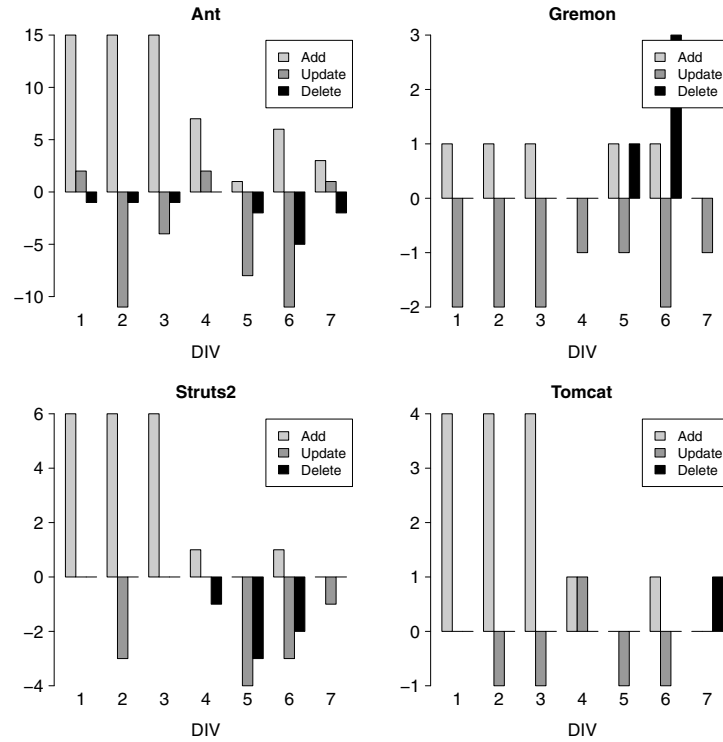 Ant
15
10
5
0
−5
−10
Add
Update
Delete
1 2 3 4 5 6 7
DIV
Gremon
3
2
1
0
−1
−2
Add
Update
Delete
1 2 3 4 5 6 7
DIV
Struts2
6
4
2
0
−2
−4
Add
Update
Delete
1 2 3 4 5 6 7
DIV
Tomcat
4
3
2
1
0
−1
Add
Update
Delete
1 2 3 4 5 6 7
DIV